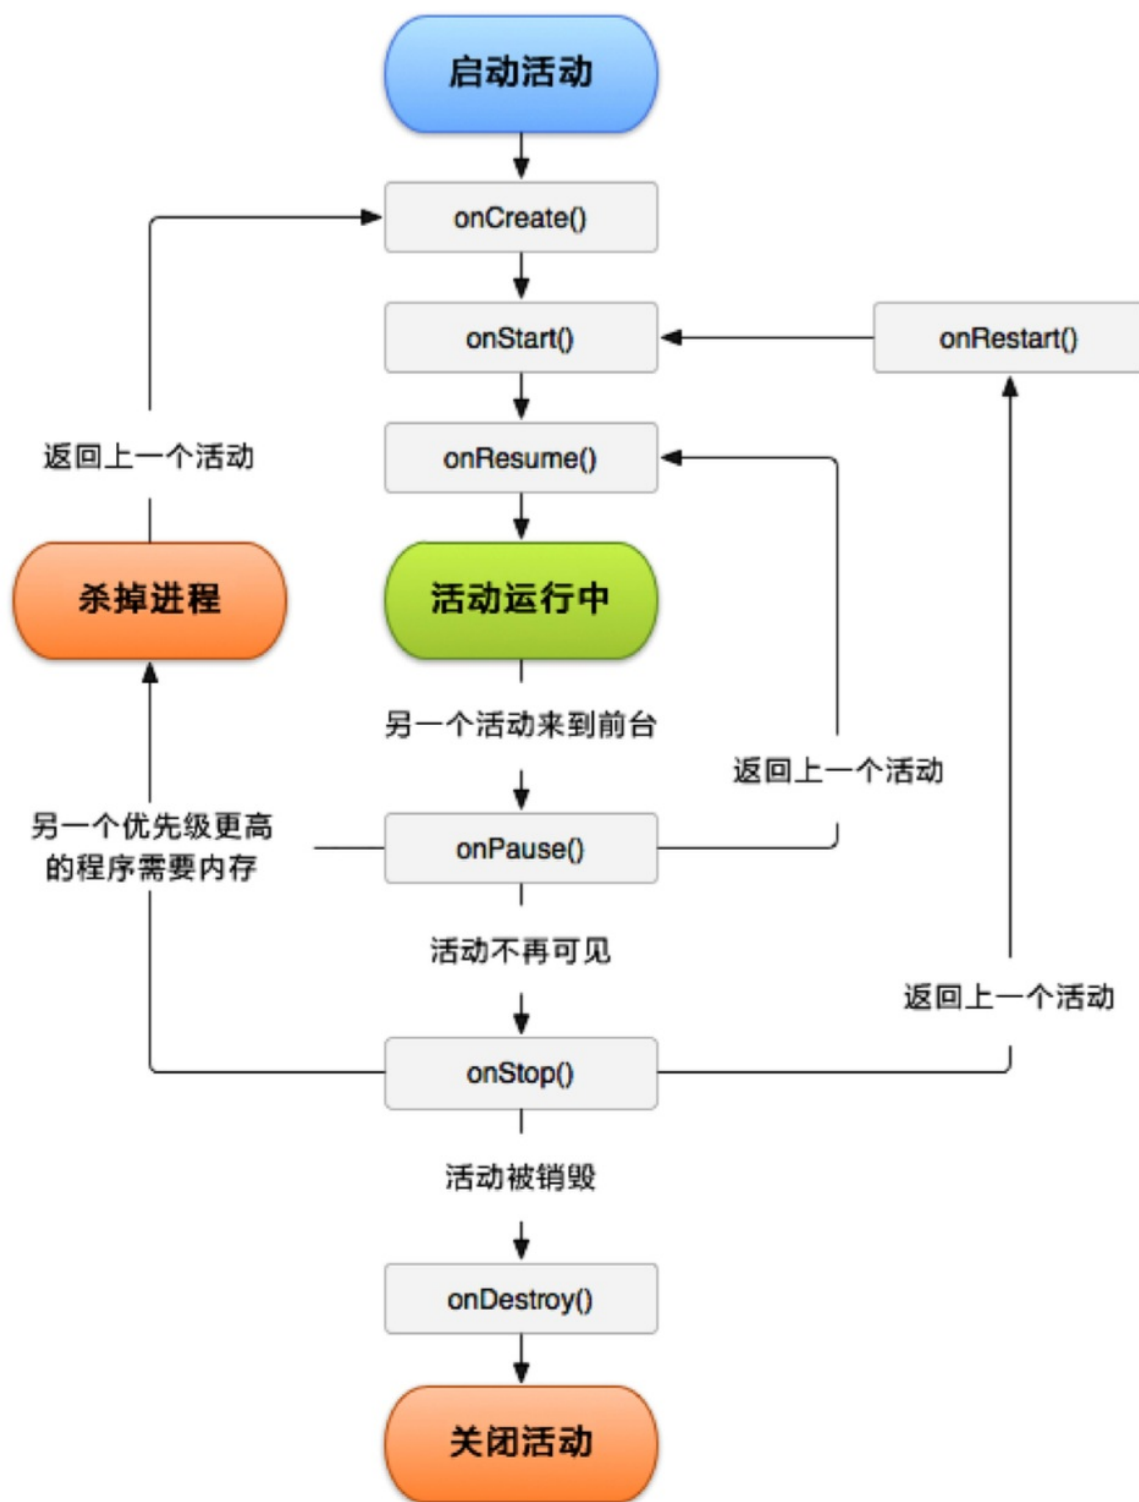 启动活动
onCreate()
onStart()
onRestart()
onResume()
返回上一个活动
杀掉进程
活动运行中
另一个活动来到前台
返回上一个活动
另一个优先级更高
的程序需要内存
onPause()
活动不再可见
返回上一个活动
onStop()
活动被销毁
onDestroy()
关闭活动